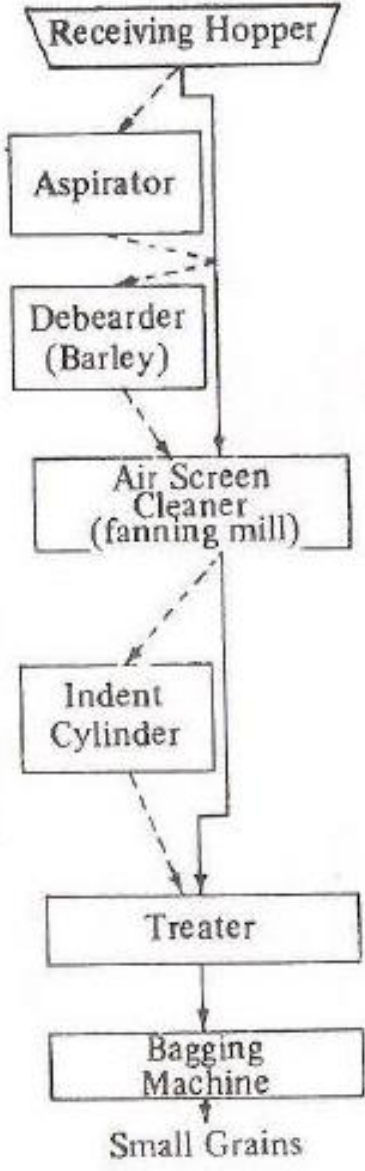 Receiving Hopper
Aspirator
Debearder
(Barley)
Air Screen
Cleaner
(fanning mill)
Indent
Cylinder
Treater
Bagging
Machine
Small Grains